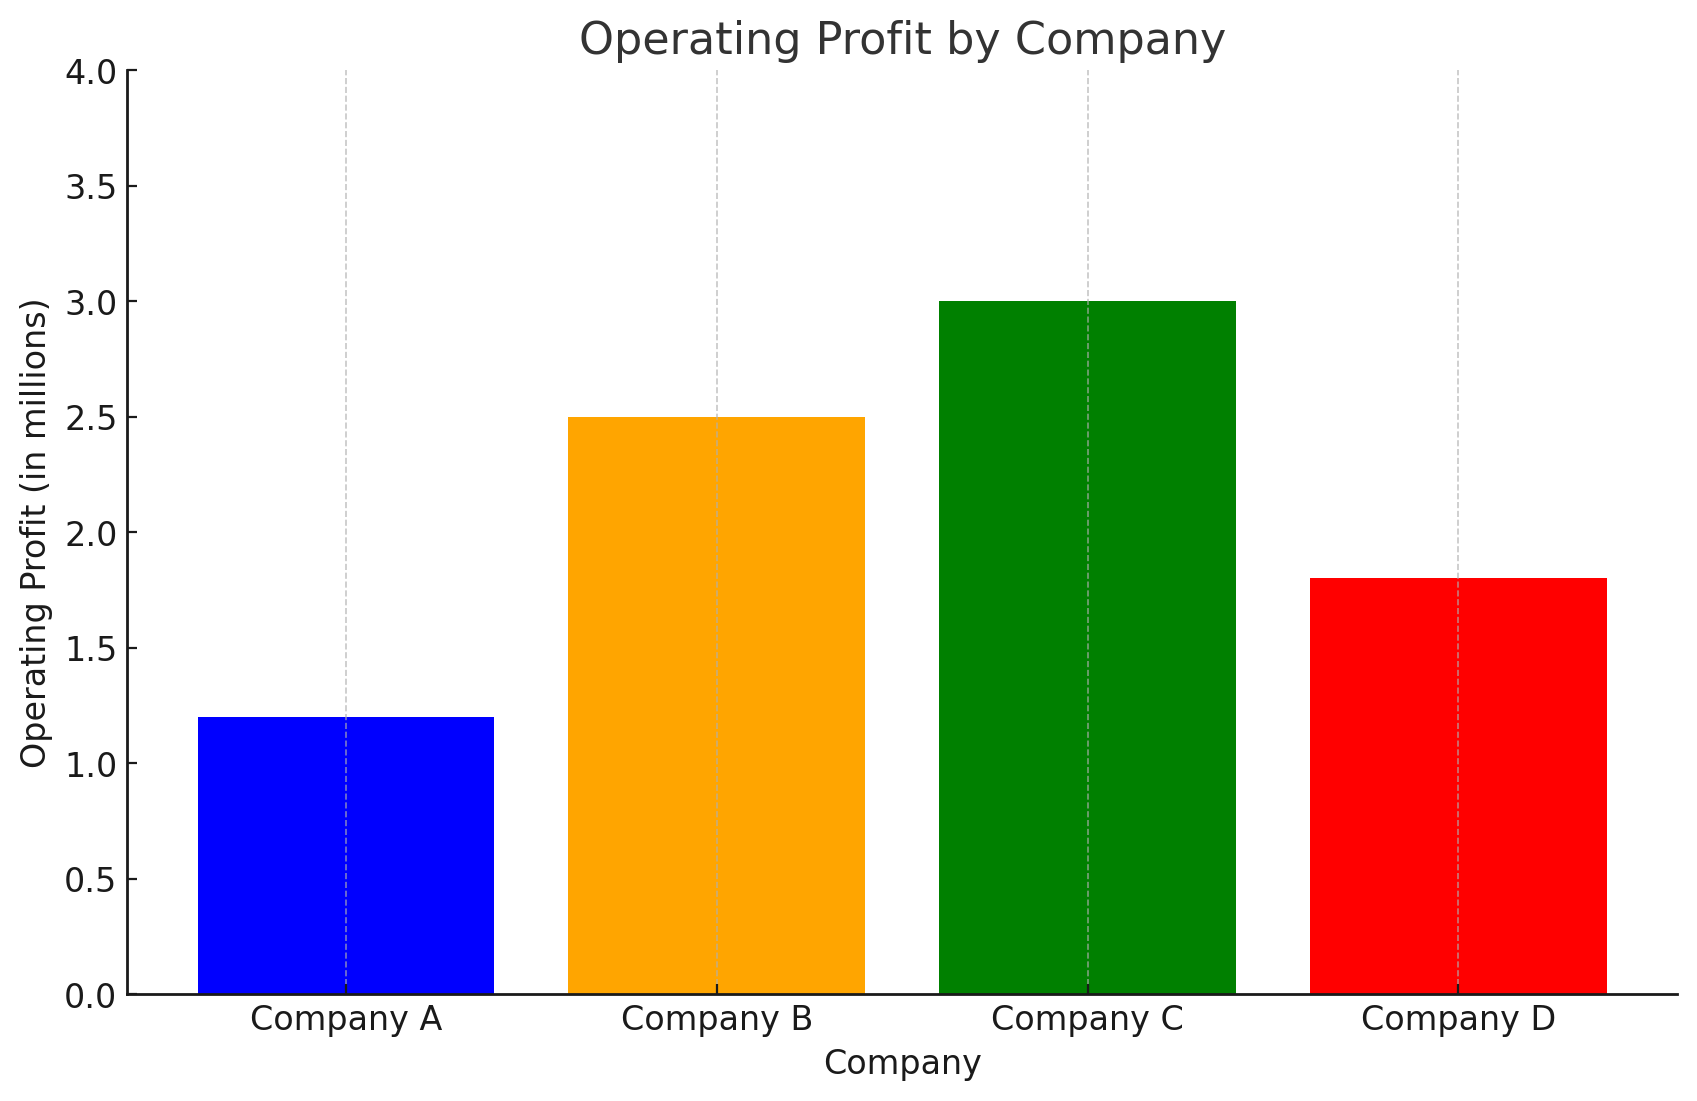 Operating Profit by Company
Operating Profit (in millions)
4.0
3.5
3.0
2.5
2.0
1.5
1.0
0.5
0.0
Company A
Company B
Company C
Company D
Company